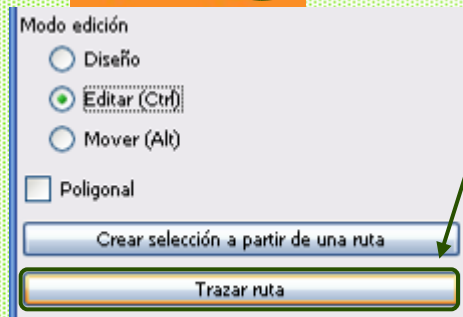 Modo edición
Diseño
Editar (Ctrl)
Mover (Alt)
Poligonal
Crear selección a partir de una ruta
Trazar ruta